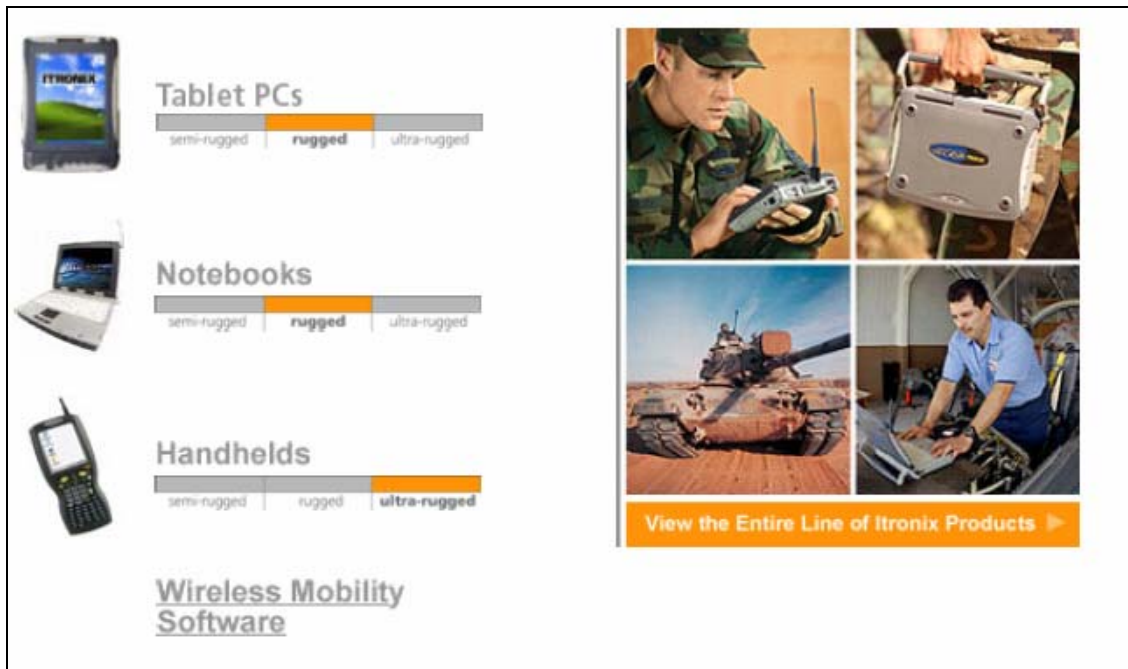 ITRONIX
Tablet PCs
semi-rugged rugged ultra-rugged
Notebooks
semi-rugged rugged ultra-rugged
Handhelds
semi-rugged rugged ultra-rugged
Wireless Mobility
Software
View the Entire Line of Itronix Products